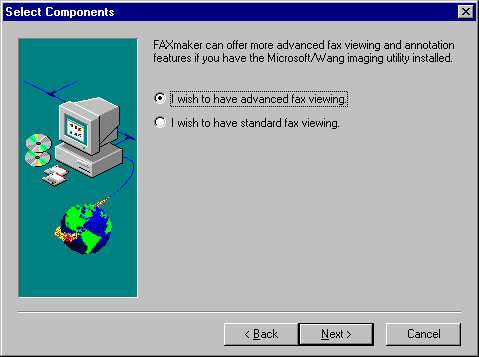 Select Components
FAXmaker can offer more advanced fax viewing and annotation
features if you have the Microsoft/Wang imaging utility installed.
I wish to have advanced fax viewing.
I wish to have standard fax viewing.
< Back Next > Cancel